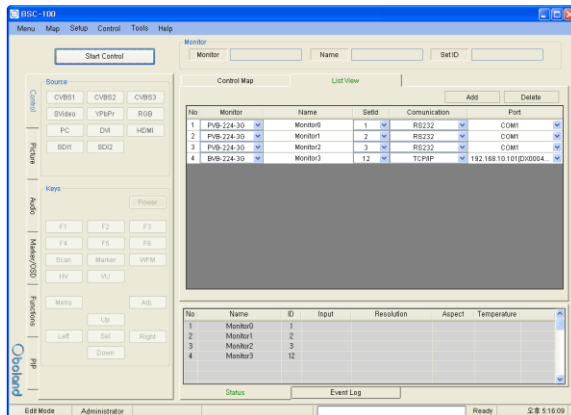 BSC-100
Menu Map Setup Control Tools Help
Start Control
Monitor
Monitor Name Set ID
Source
CVBS1 CVBS2 CVBS3
SVideo YPbPr RGB
PC DVI HDMI
SDI1 SDI2
Keys
Power
F1 F2 F3
F4 F5 F6
Scan Marker WFM
HV VU
Menu Adj.
Up
Left Sel Right
Down
Control
Picture
Audio
Marker/OSD
Functions
PIP
boland
Control Map List View
Add Delete
No Monitor Name SetId Comunication Port
1 PVB-224-3G Monitor0 1 RS232 COM1
2 PVB-224-3G Monitor1 2 RS232 COM1
3 PVB-224-3G Monitor2 3 RS232 COM1
4 BVB-224-3G Monitor3 12 TCP/IP 192.168.10.101[DX0004...
No Name ID Input Resolution Aspect Temperature
1 Monitor0 1
2 Monitor1 2
3 Monitor2 3
4 Monitor3 12
Status Event Log
Edit Mode Administrator Ready 오후 5:16:09